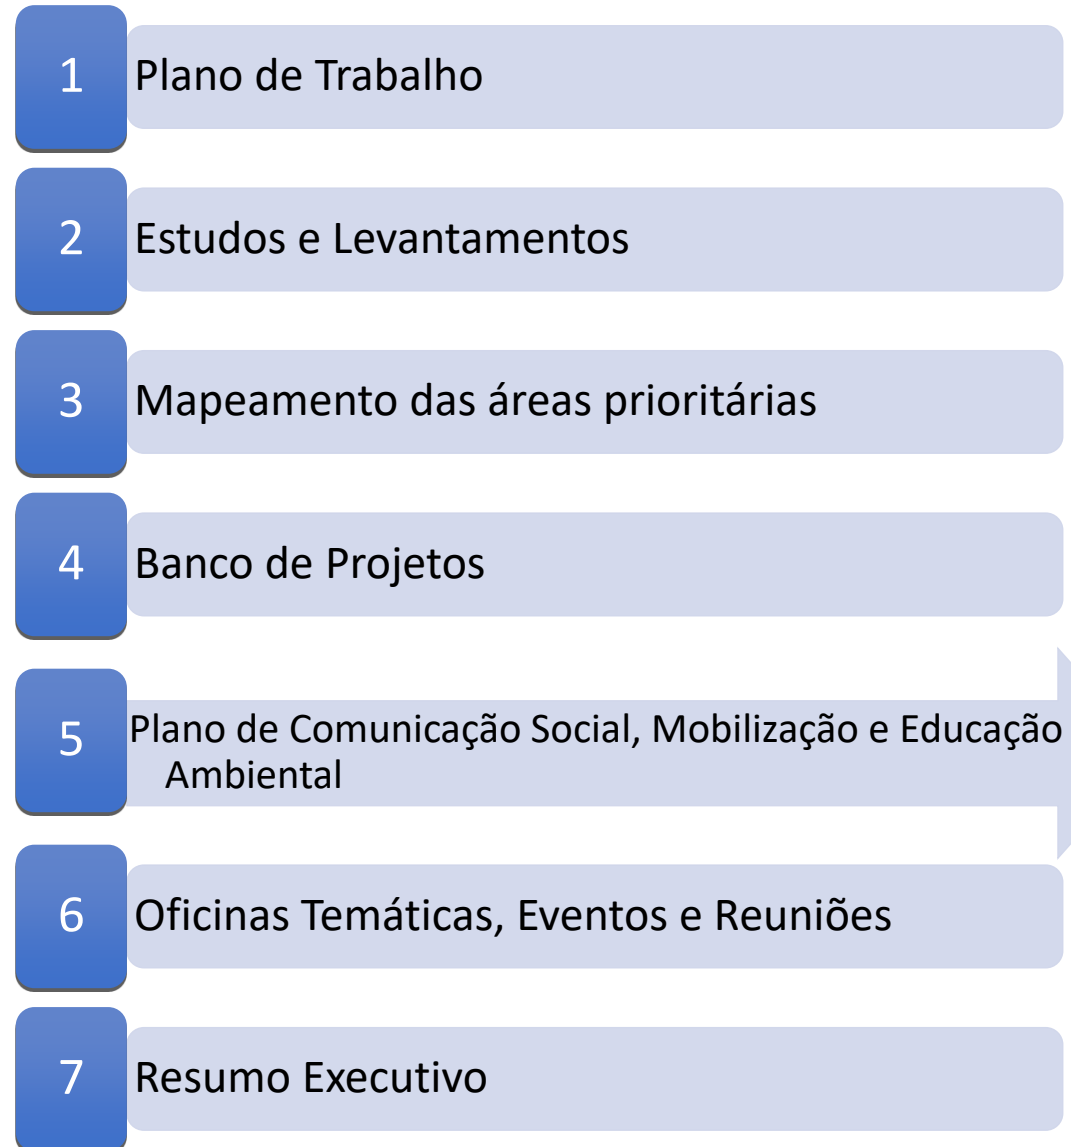 1 Plano de Trabalho
2 Estudos e Levantamentos
3 Mapeamento das áreas prioritárias
4 Banco de Projetos
5 Plano de Comunicação Social, Mobilização e Educação
Ambiental
6 Oficinas Temáticas, Eventos e Reuniões
7 Resumo Executivo